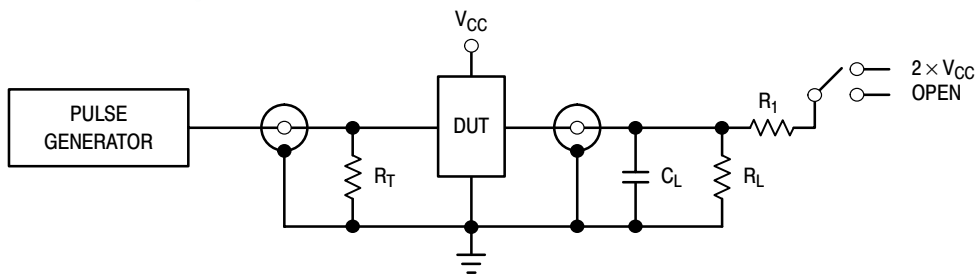 V_CC
PULSE
GENERATOR
DUT
R_T
C_L
R_L
R_1
2 × V_CC
OPEN